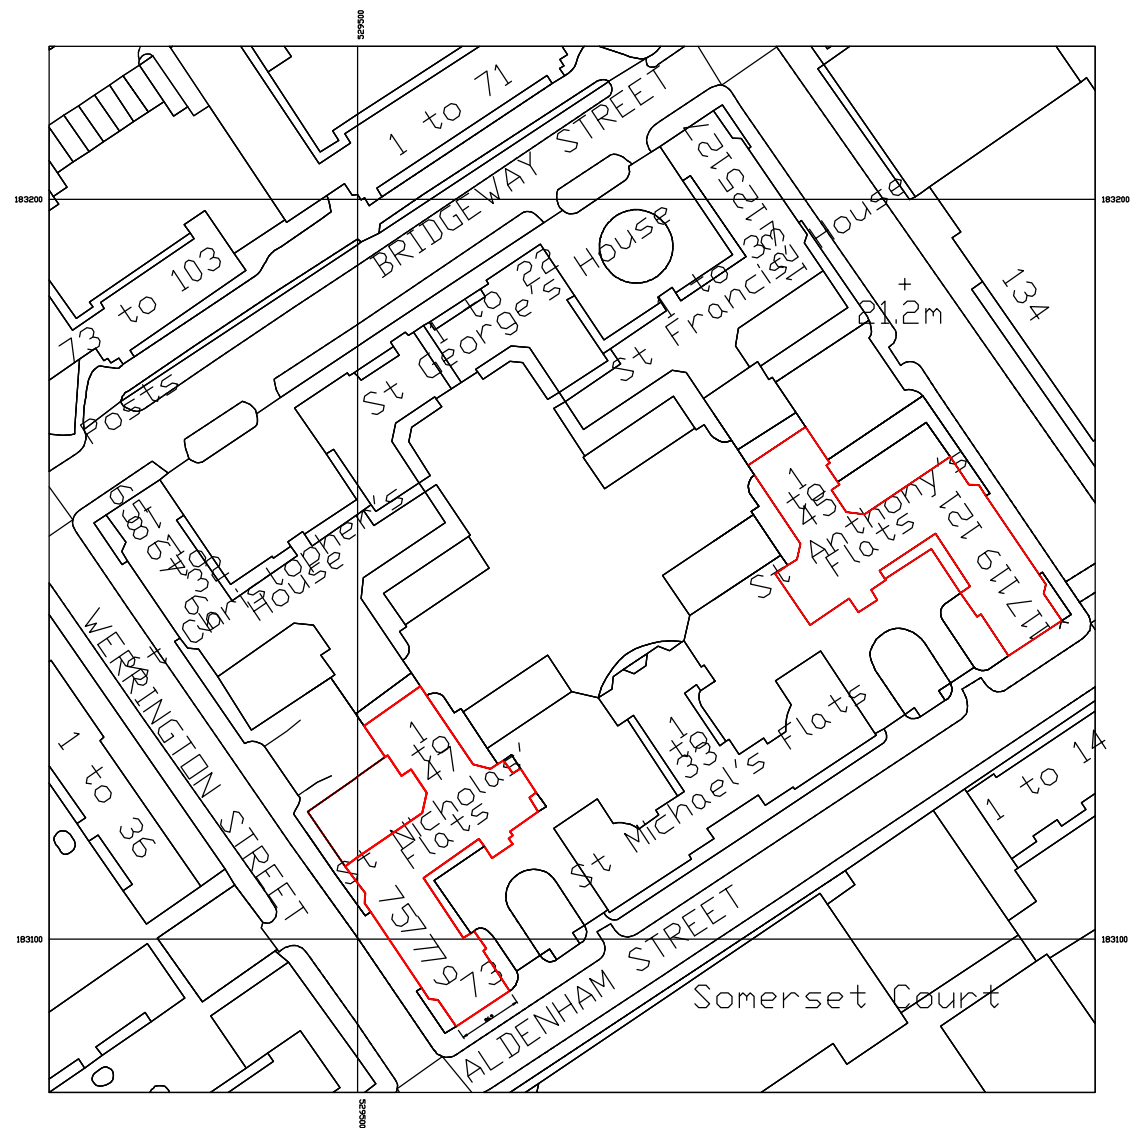 529500
1 to 71
BRIDGEWAY STREET
183200
183200
73 to 103
127
125
1 to 22
St George's House
St Francis' House
134
21.2m
Posts
1 to 45
St Anthony's Flats
121
119
117
St Christopher's House
WERRINGTON STREET
1 to 47
St Nicholas' Flats
1 to 33
St Michael's Flats
1 to 36
1 to 14
75
77
79
73
183100
183100
ALDENHAM STREET
Somerset Court
529500